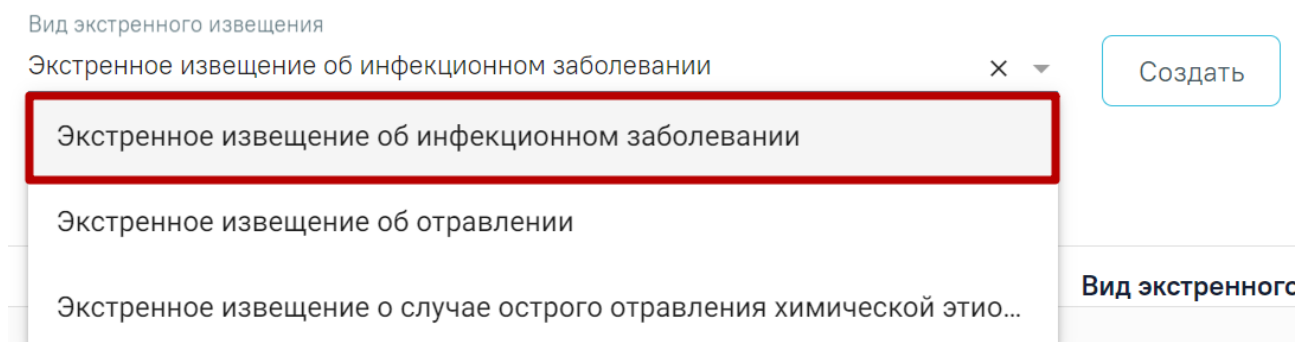 Вид экстренного извещения
Экстренное извещение об инфекционном заболевании
Создать
Экстренное извещение об инфекционном заболевании
Экстренное извещение об отравлении
Вид экстренного
Экстренное извещение о случае острого отравления химической этио...